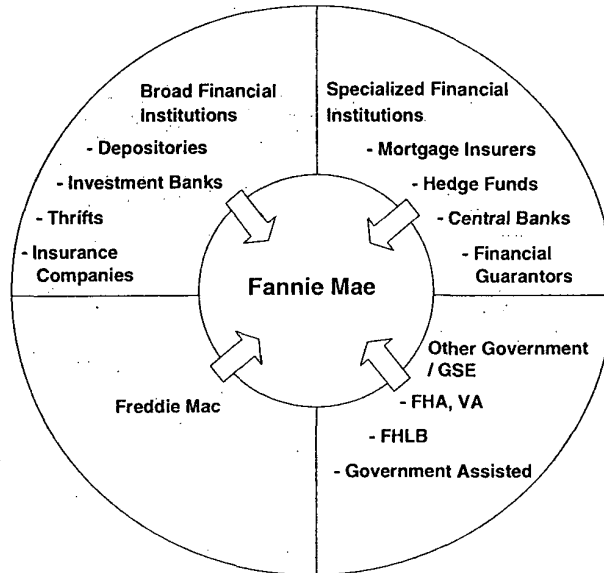 Broad Financial
Institutions
- Depositories
- Investment Banks
- Thrifts
- Insurance
Companies
Specialized Financial
Institutions
- Mortgage Insurers
- Hedge Funds
- Central Banks
- Financial
Guarantors
Fannie Mae
Freddie Mac
Other Government
/ GSE
- FHA, VA
- FHLB
- Government Assisted